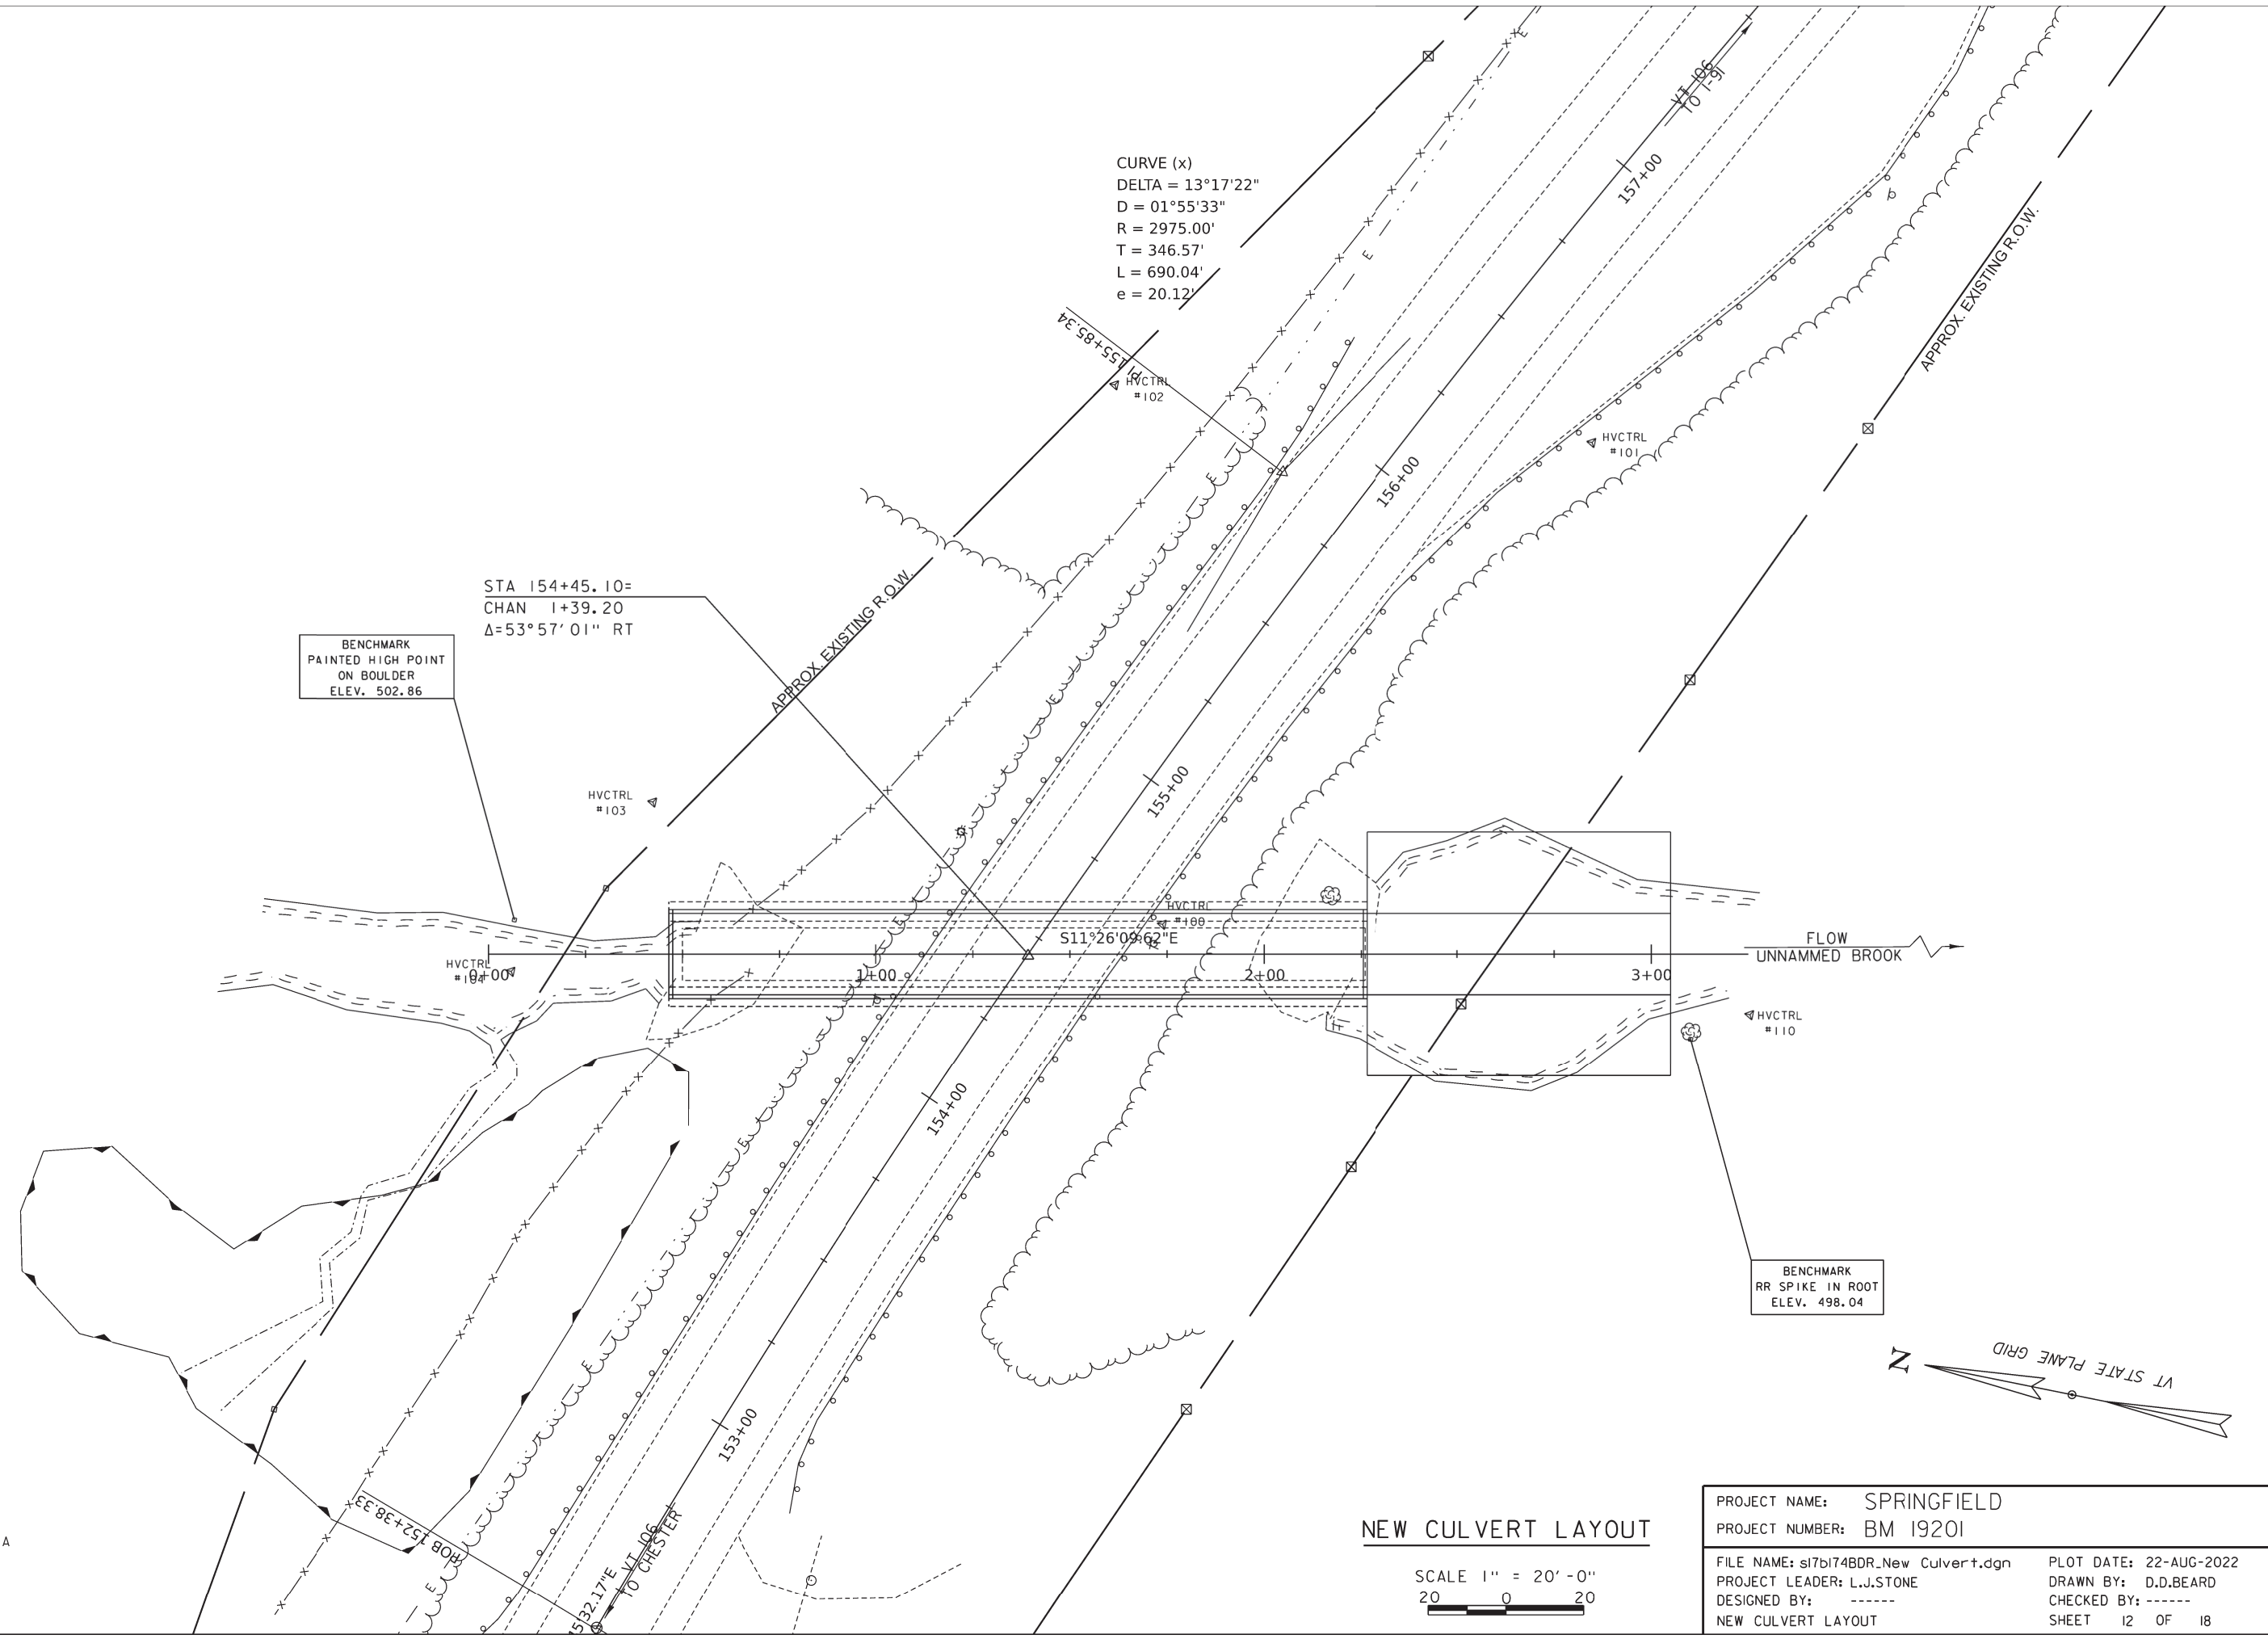 VT 106
TO I-91
CURVE (x)
DELTA = 13°17'22"
D = 01°55'33"
R = 2975.00'
T = 346.57'
L = 690.04'
e = 20.12'
157+00
APPROX. EXISTING R.O.W.
PI 155+85.34
HVCTRL
#102
HVCTRL
#101
156+00
STA 154+45.10=
CHAN 1+39.20
Δ=53°57'01" RT
APPROX. EXISTING R.O.W.
BENCHMARK
PAINTED HIGH POINT
ON BOULDER
ELEV. 502.86
155+00
HVCTRL
#103
HVCTRL
#100
S11°26'09.62"E
FLOW
UNNAMMED BROOK
HVCTRL
#104
0+00
1+00
2+00
3+00
HVCTRL
#110
154+00
BENCHMARK
RR SPIKE IN ROOT
ELEV. 498.04
N
VT STATE PLANE GRID
153+00
HOB 152+38.33
VT 106
TO CHESTER
32.17"E
A
E
E
E
E
E
E
E
E
E
NEW CULVERT LAYOUT
SCALE 1" = 20'-0"
20 0 20
PROJECT NAME: SPRINGFIELD
PROJECT NUMBER: BM 19201
FILE NAME: s17b174BDR_New Culvert.dgn
PLOT DATE: 22-AUG-2022
PROJECT LEADER: L.J.STONE
DRAWN BY: D.D.BEARD
DESIGNED BY: ------
CHECKED BY: ------
NEW CULVERT LAYOUT
SHEET 12 OF 18